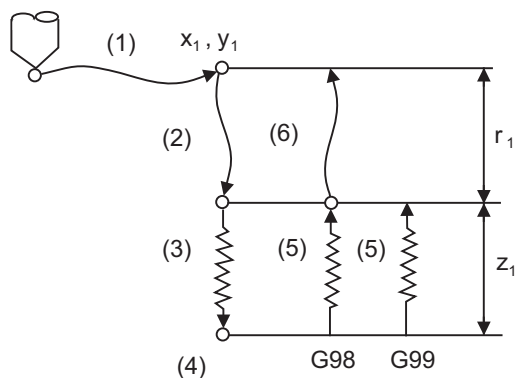 (1)
x1 , y1
(2)
(6)
r1
(3)
(5)
(5)
z1
(4)
G98
G99